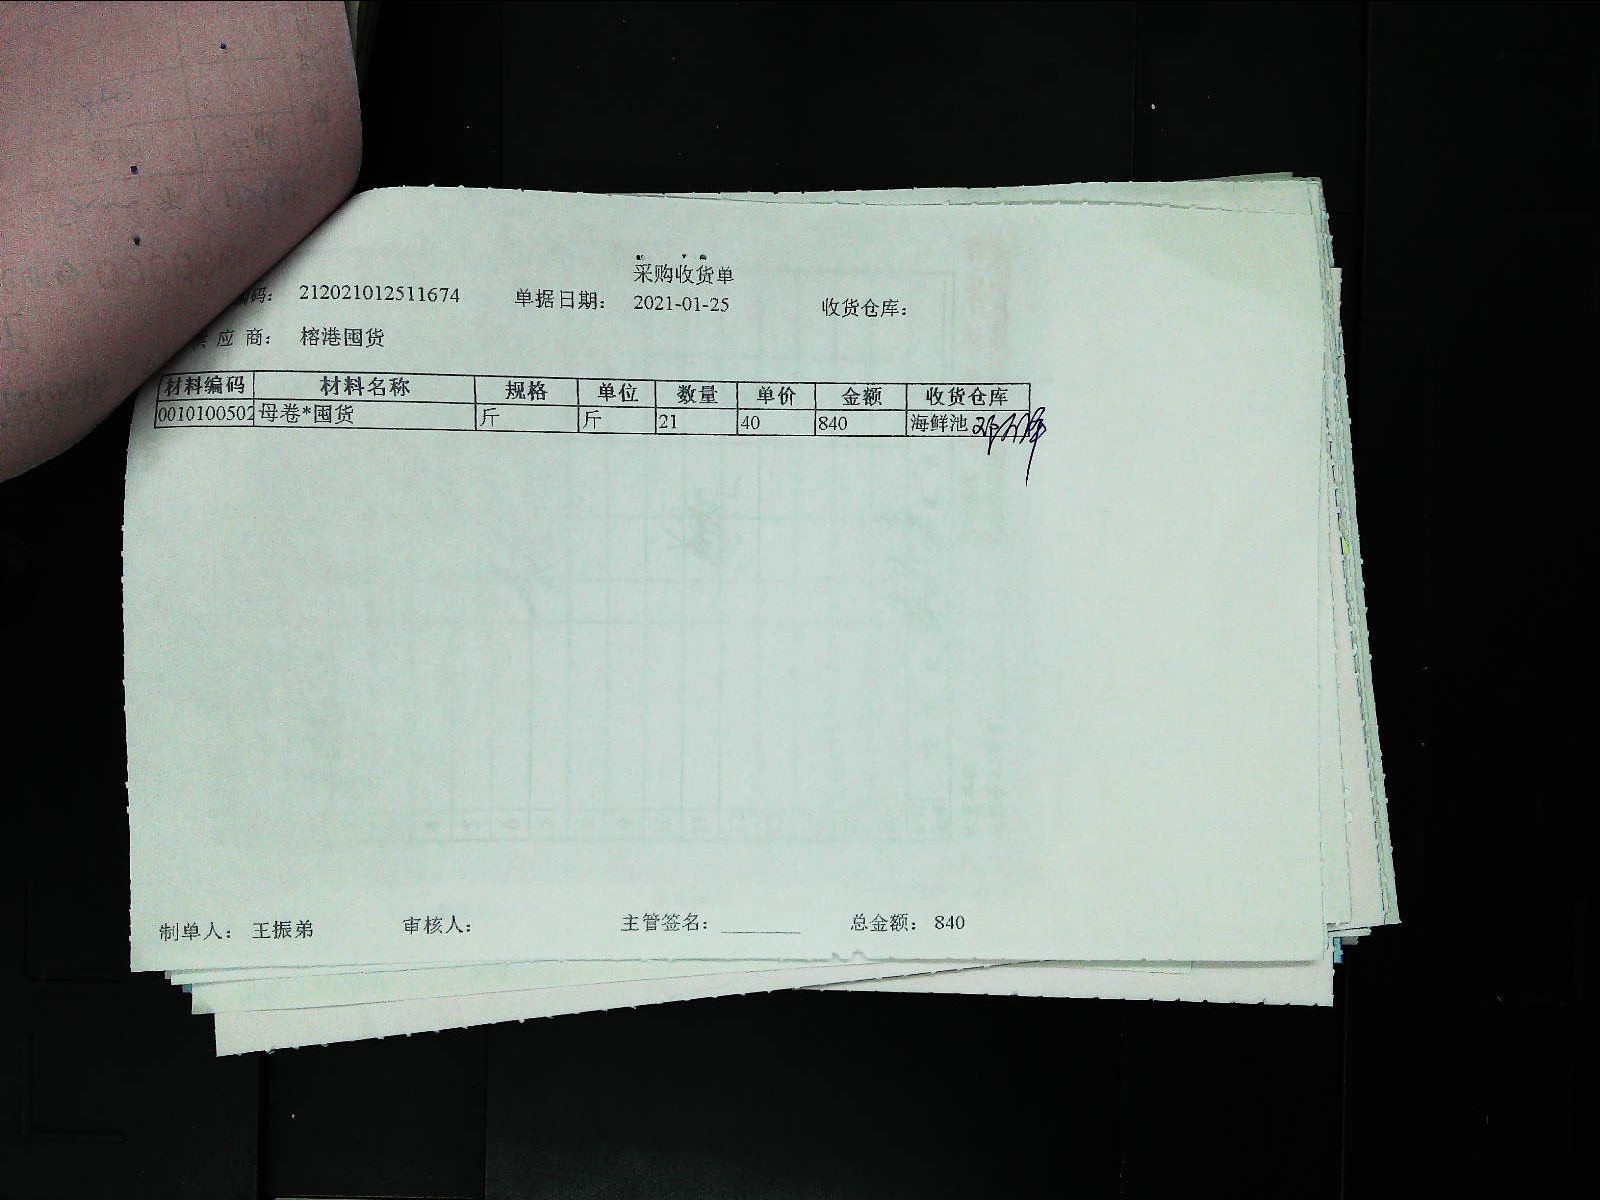 采购收货单
码： 212021012511674 单据日期： 2021-01-25 收货仓库：
应 商： 榕港囤货
材料编码 材料名称 规格 单位 数量 单价 金额 收货仓库
0010100502 母卷*囤货 斤 斤 21 40 840 海鲜池
制单人： 王振弟 审核人： 主管签名： ________ 总金额： 840